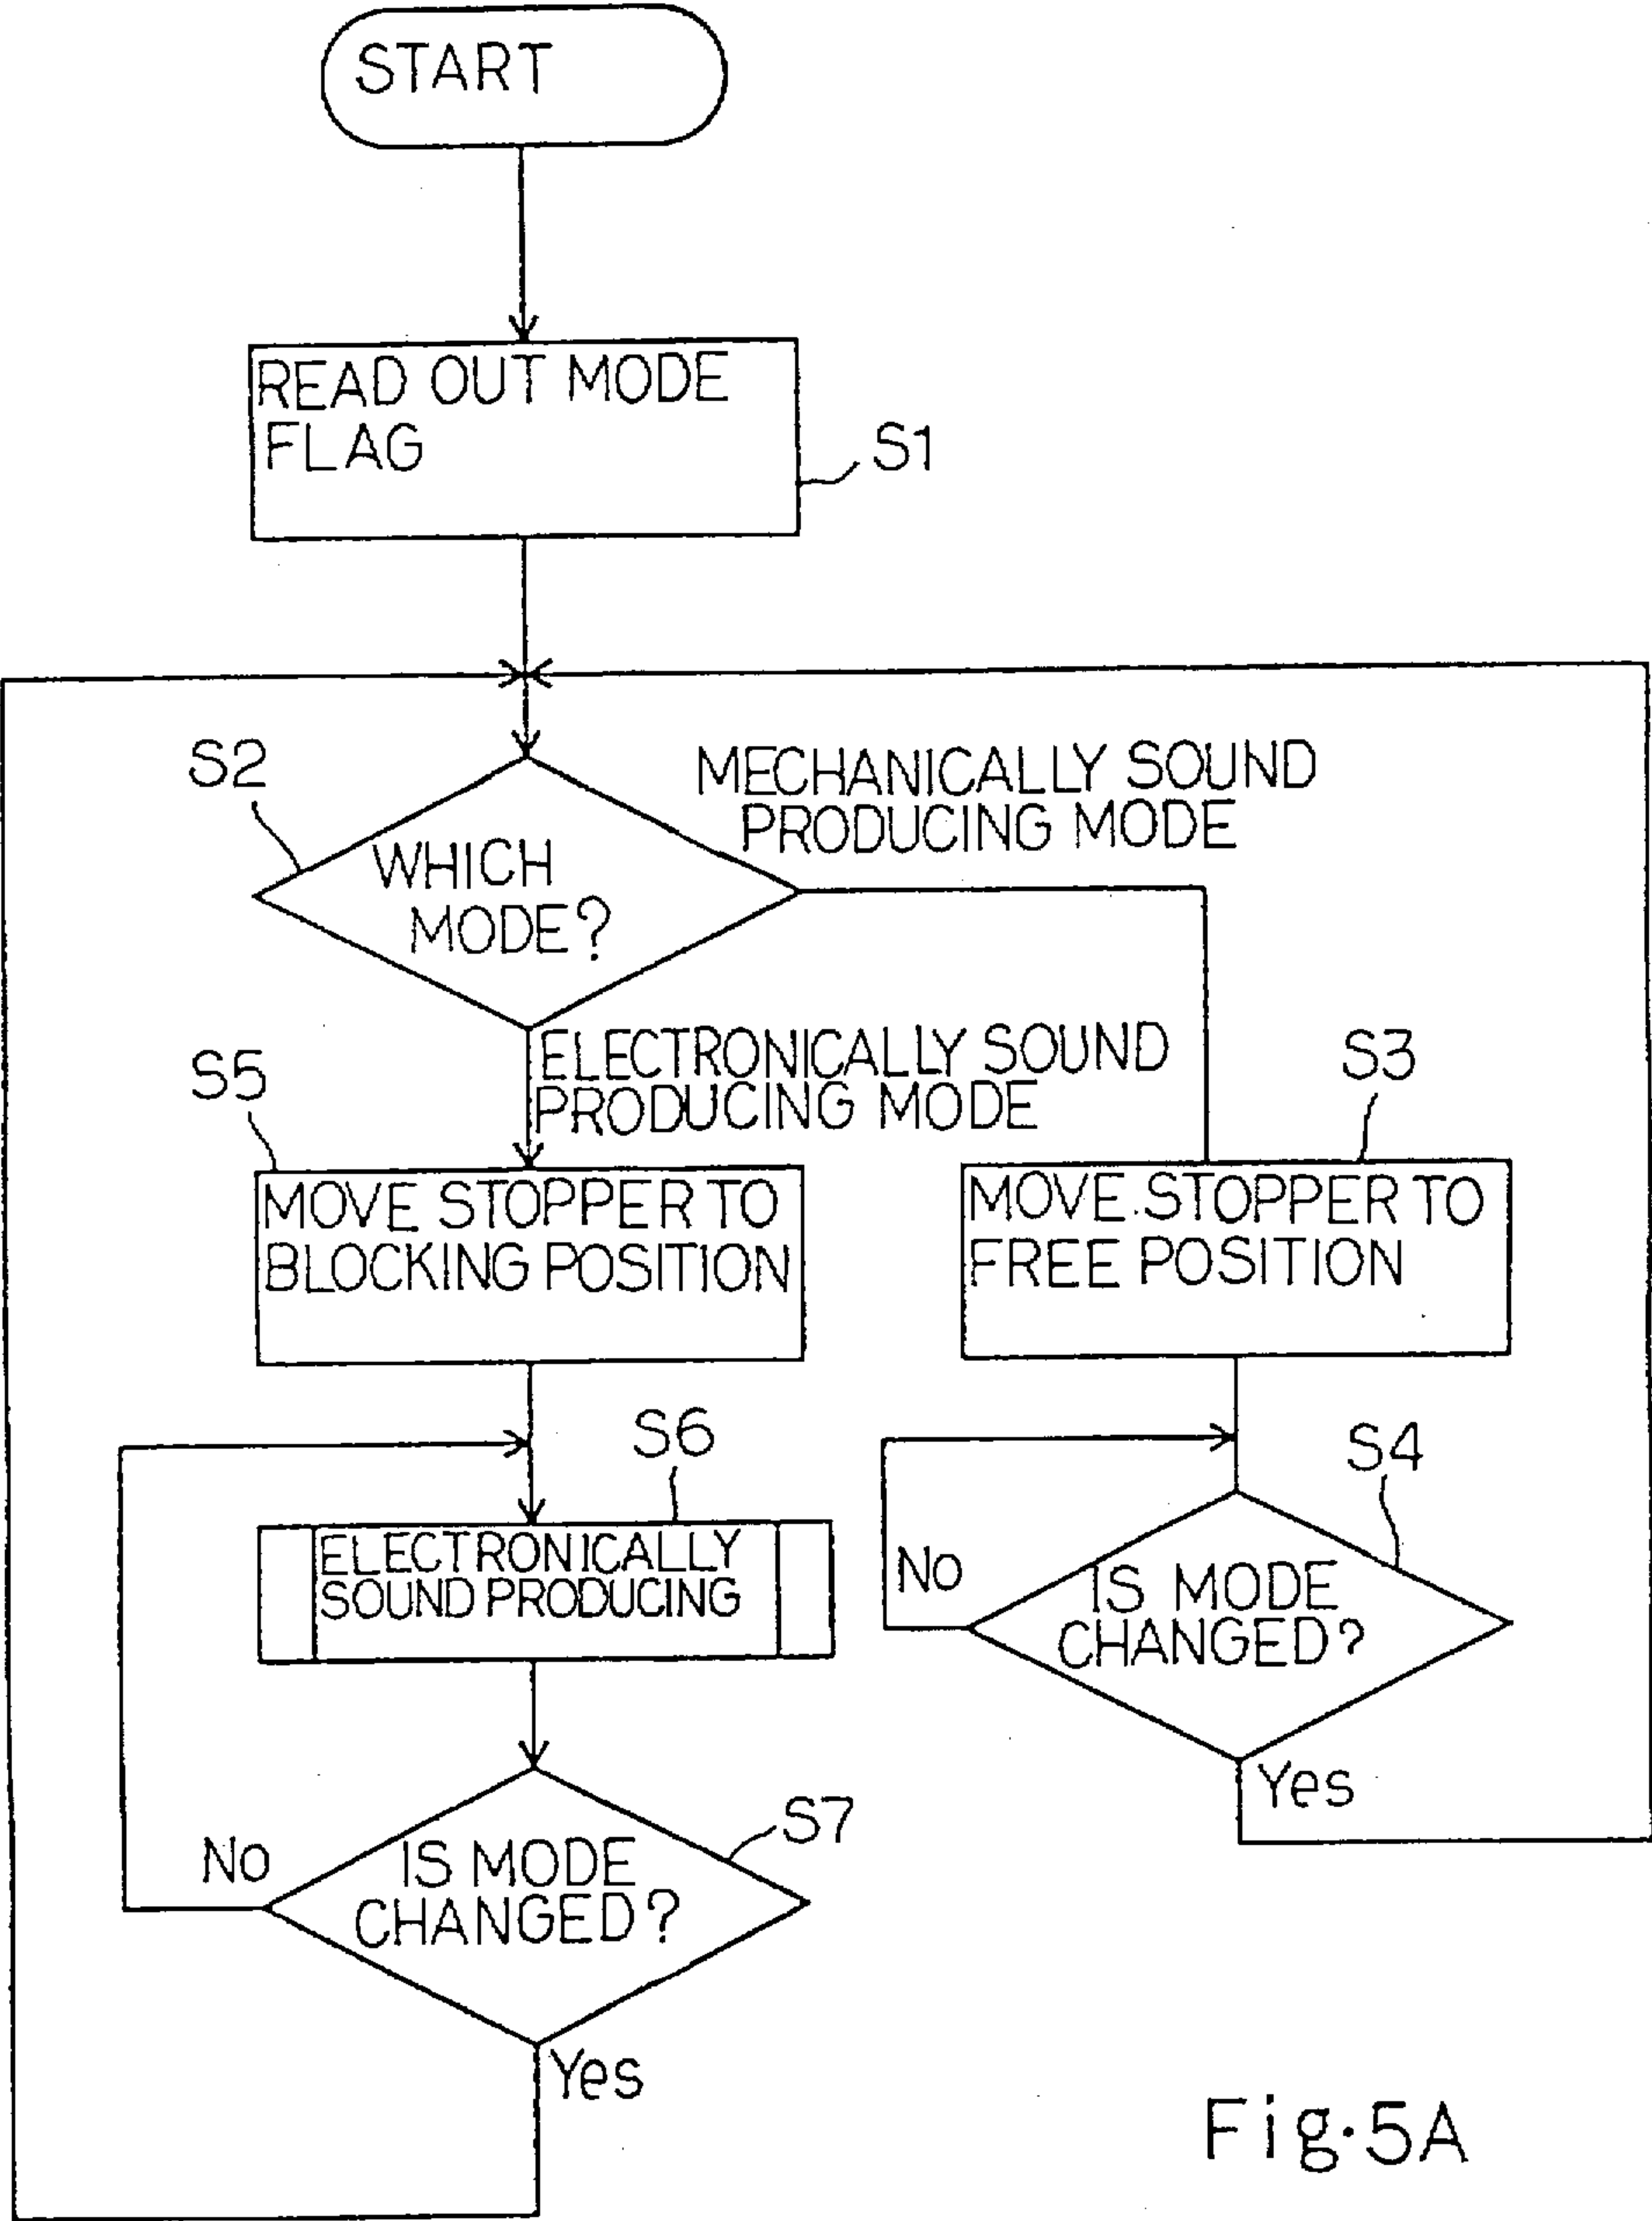 START
READ OUT MODE
FLAG
S1
S2
MECHANICALLY SOUND
PRODUCING MODE
WHICH
MODE?
ELECTRONICALLY SOUND
PRODUCING MODE
S5
S3
MOVE STOPPER TO
BLOCKING POSITION
MOVE STOPPER TO
FREE POSITION
S6
S4
ELECTRONICALLY
SOUND PRODUCING
No
IS MODE
CHANGED?
Yes
S7
No
IS MODE
CHANGED?
Yes
Fig.5A